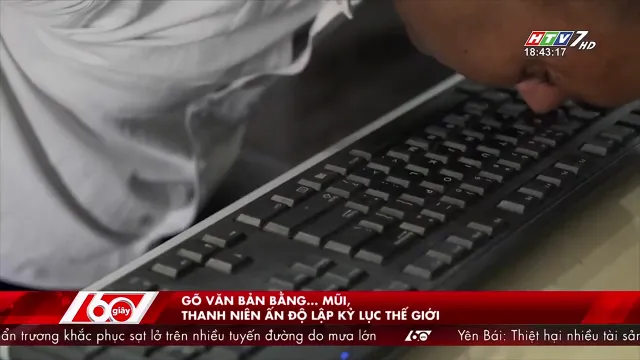 HTV7 HD
18:43:17
60 giây
GÕ VĂN BẢN BẰNG... MŨI,
THANH NIÊN ẤN ĐỘ LẬP KỶ LỤC THẾ GIỚI
ẩn trương khắc phục sạt lở trên nhiều tuyến đường do mưa lớn 60 Yên Bái: Thiệt hại nhiều tài sả